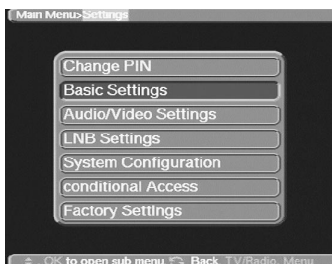 Main Menu>Settings
Change PIN
Basic Settings
Audio/Video Settings
LNB Settings
System Configuration
conditional Access
Factory Settings
OK to open sub menu Back TV/Radio, Menu